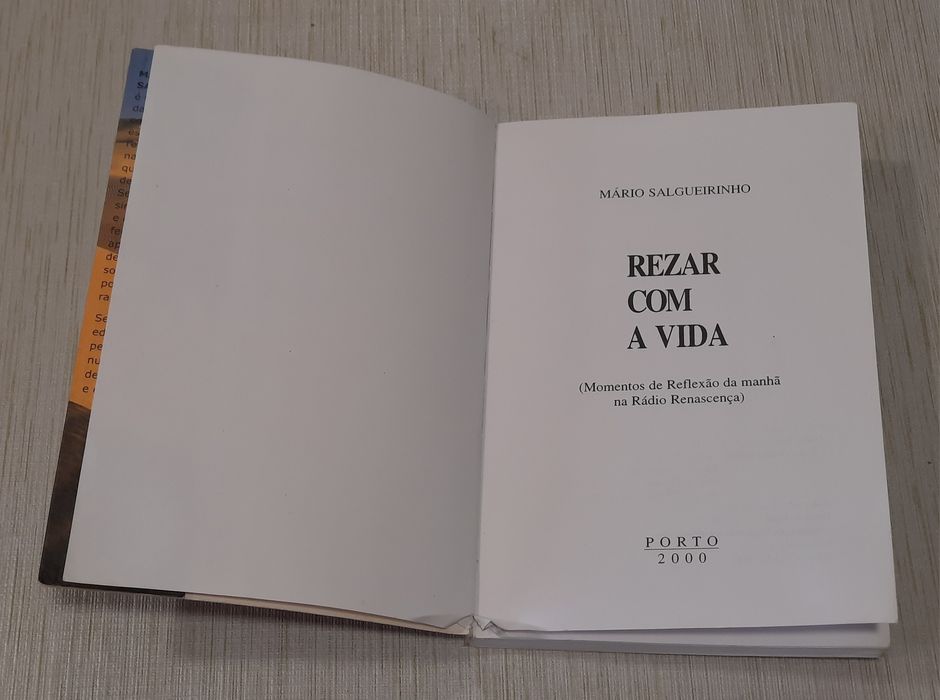 MÁRIO SALGUEIRINHO
REZAR
COM
A VIDA
(Momentos de Reflexão da manhã
na Rádio Renascença)
PORTO
2000